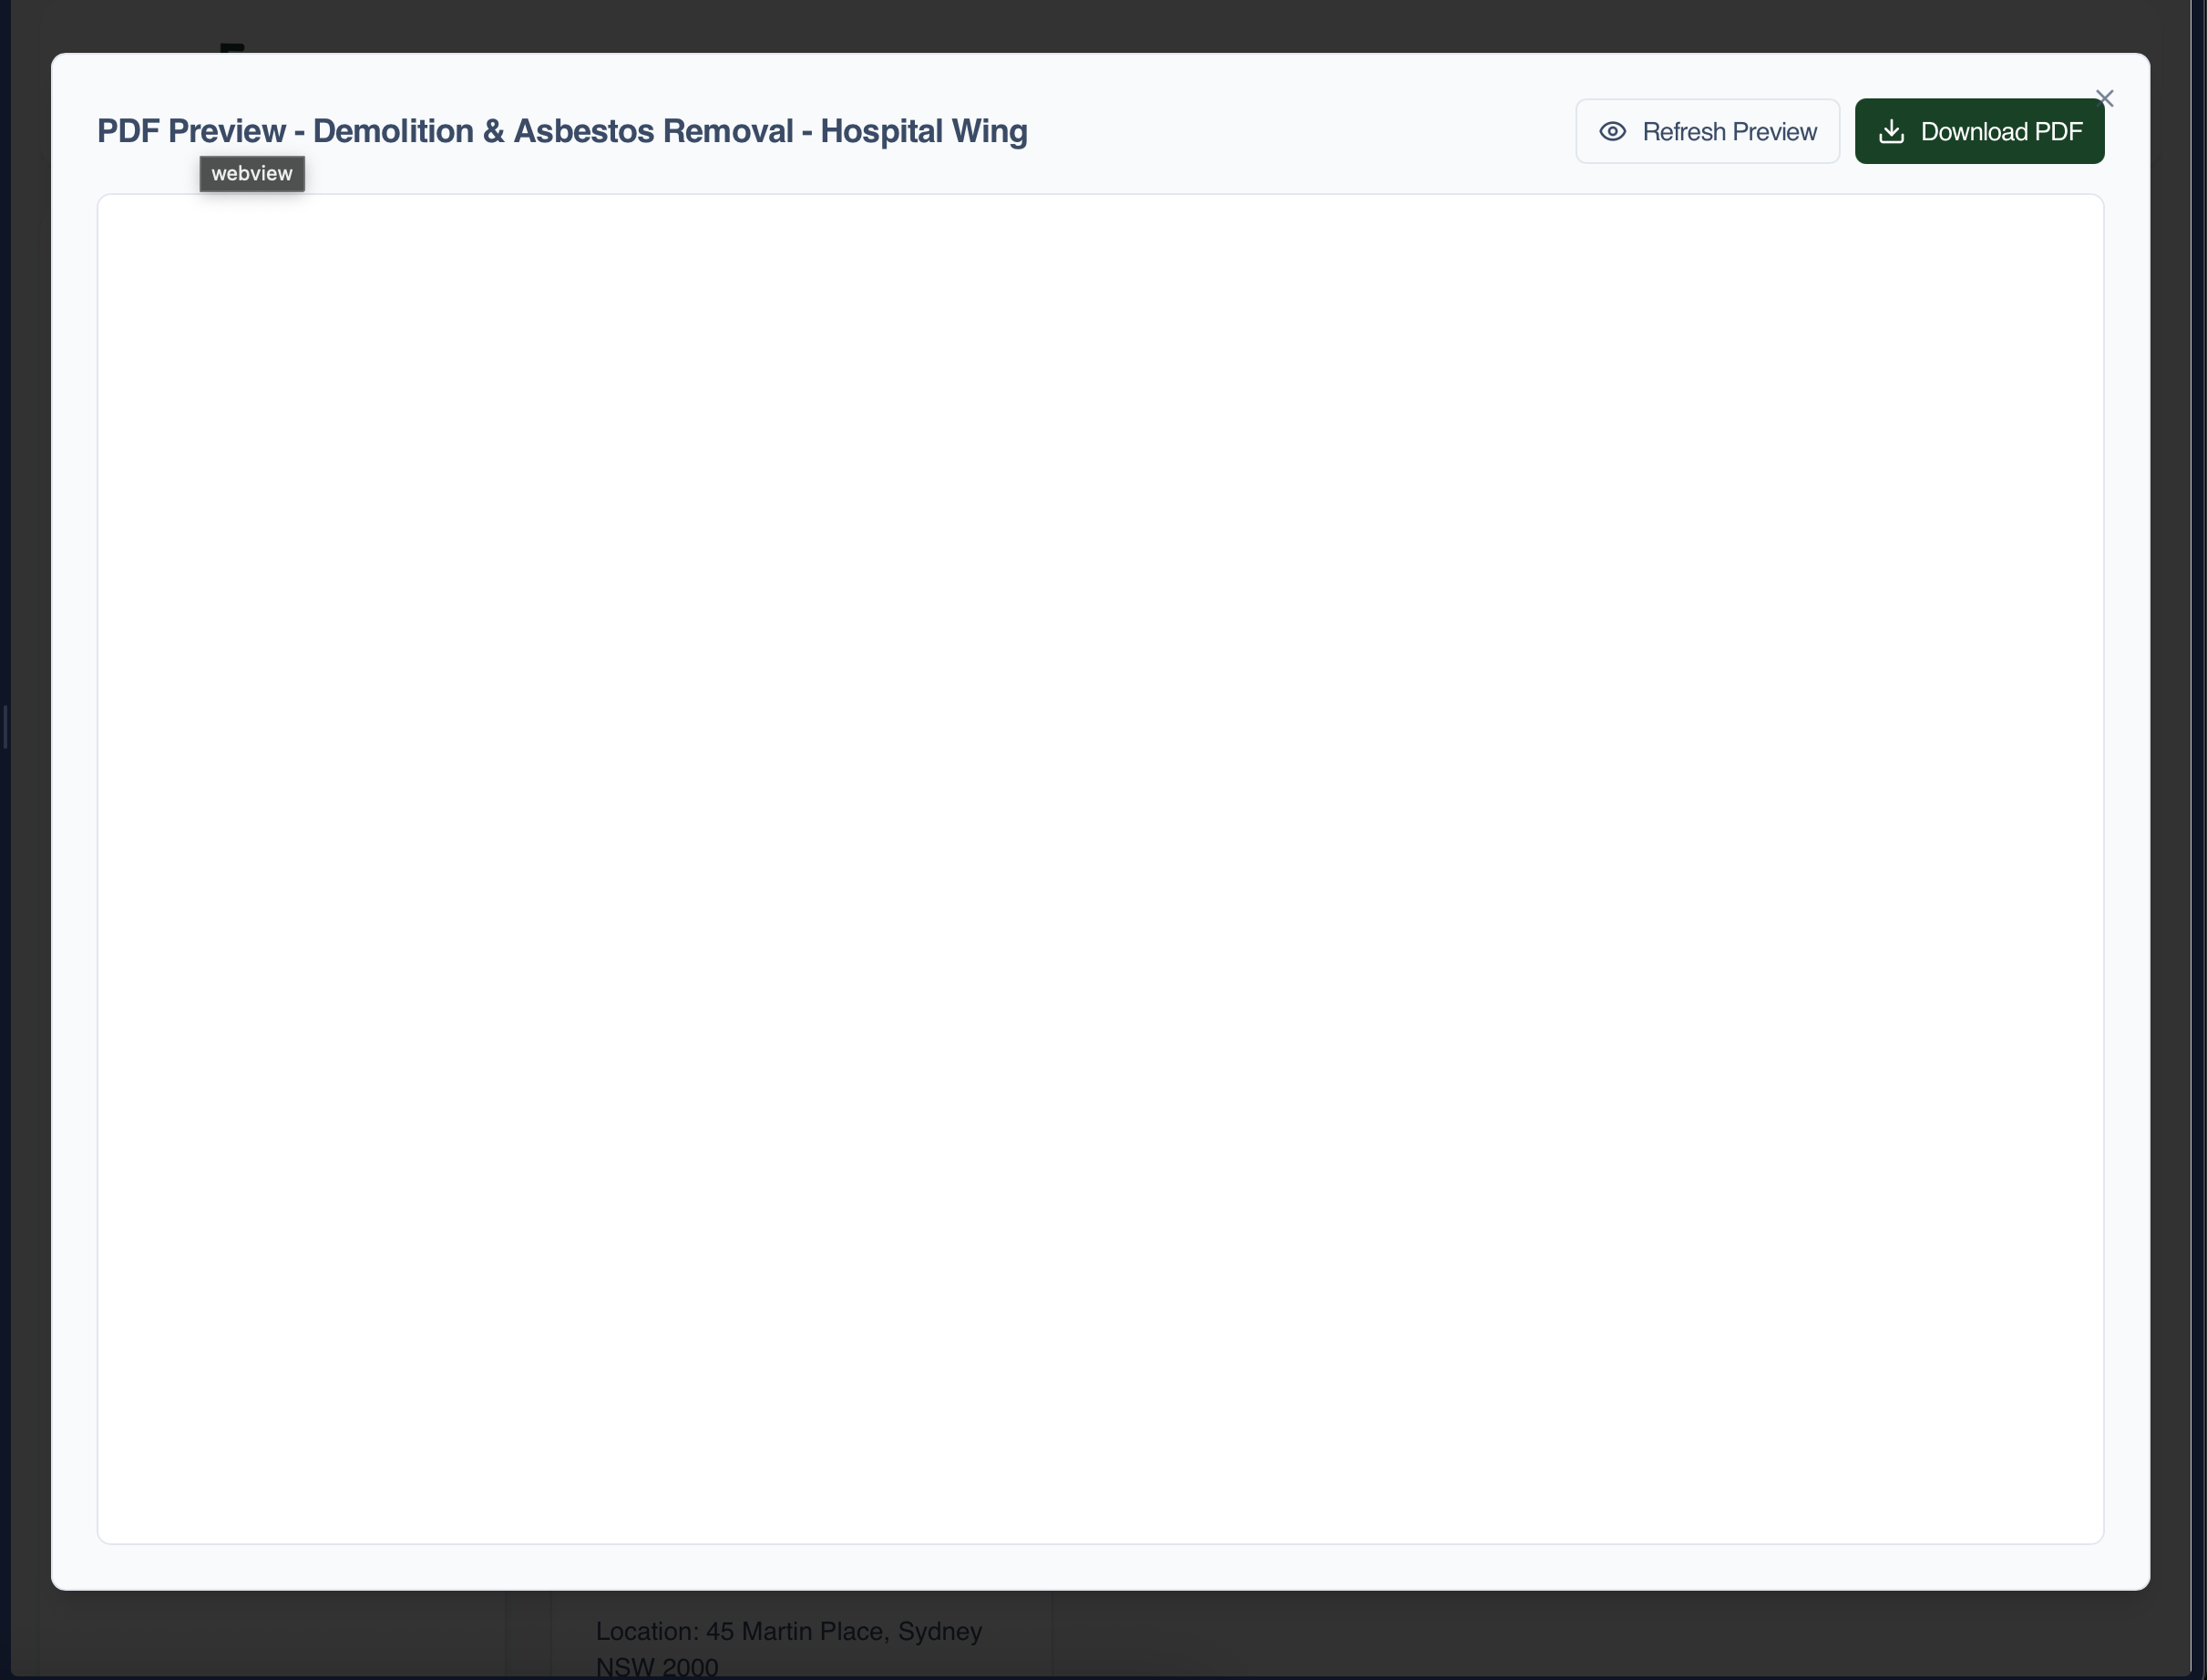 PDF Preview - Demolition & Asbestos Removal - Hospital Wing
Refresh Preview
Download PDF
webview
Location: 45 Martin Place, Sydney
NSW 2000